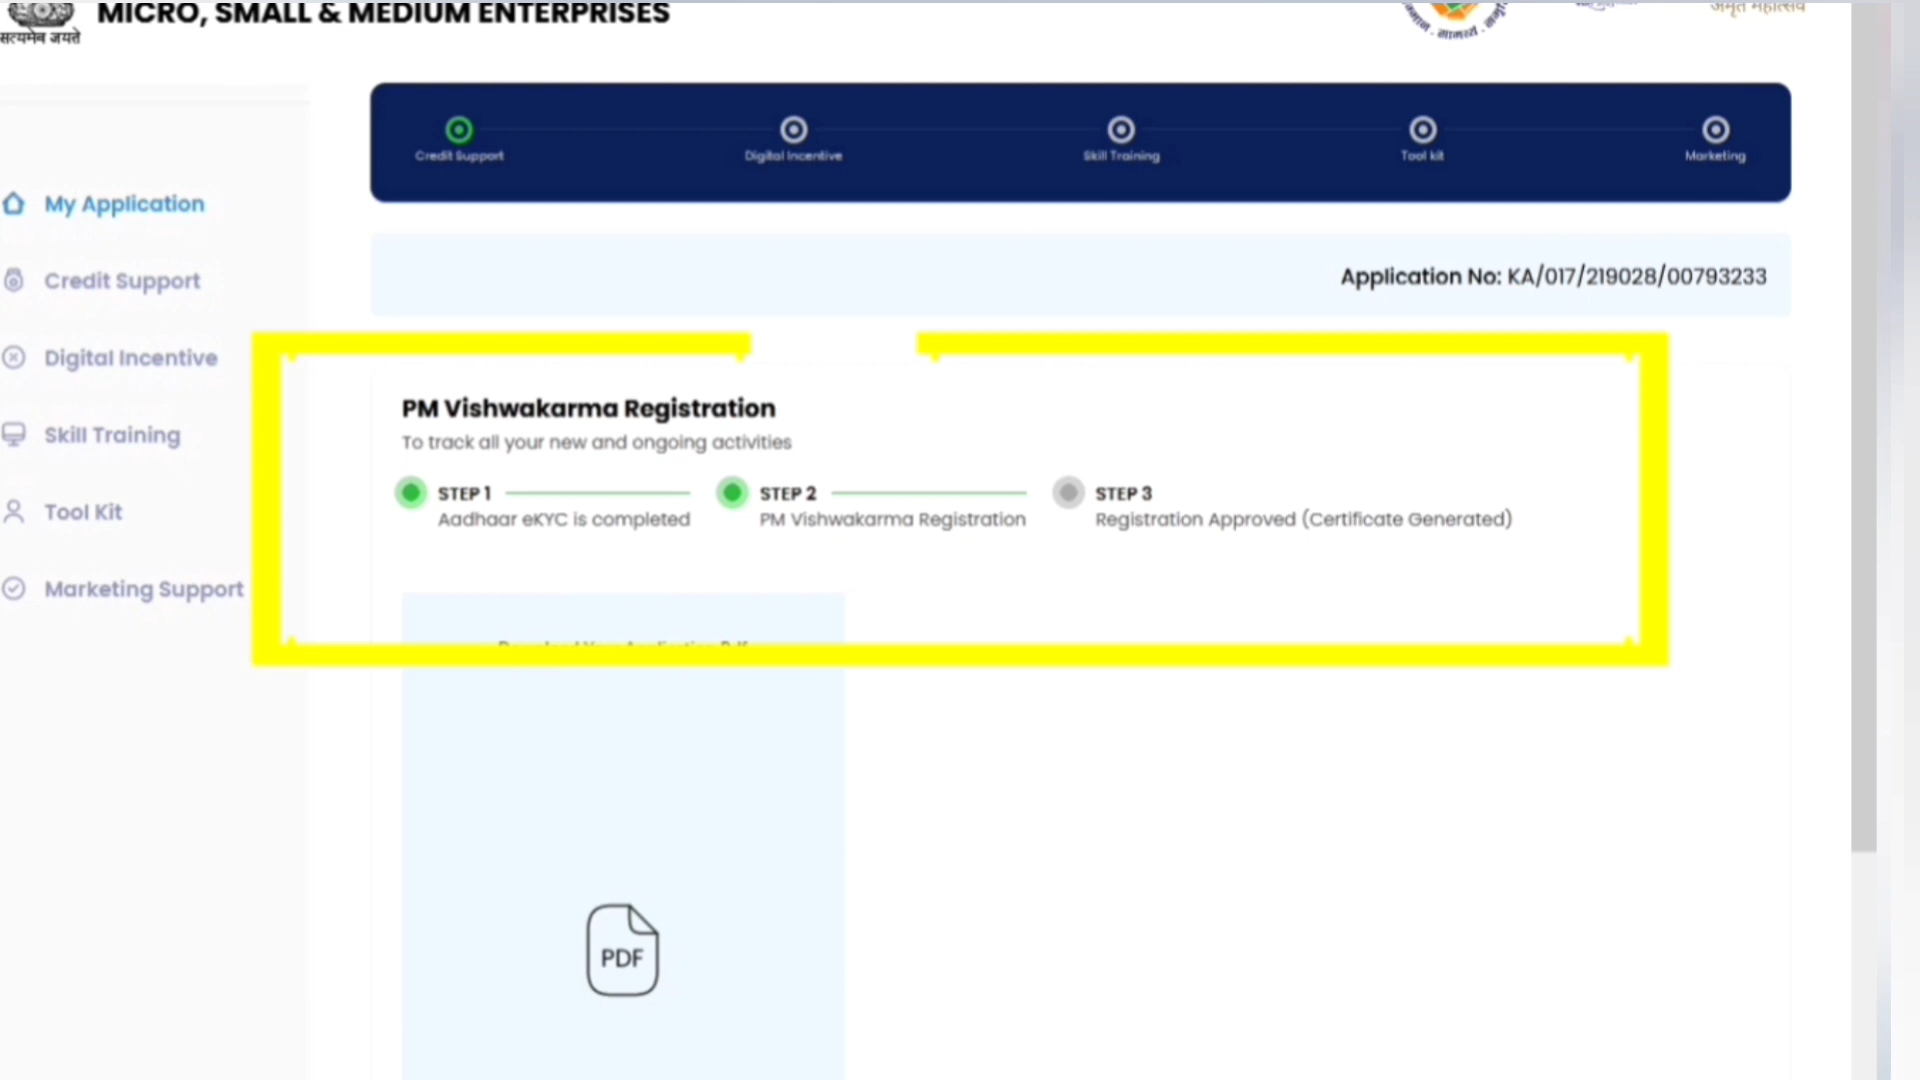 MICRO, SMALL & MEDIUM ENTERPRISES
सत्यमेव जयते
Credit Support
Digital Incentive
Skill Training
Tool kit
Marketing
My Application
Credit Support
Digital Incentive
Skill Training
Tool Kit
Marketing Support
Application No: KA/017/219028/00793233
PM Vishwakarma Registration
To track all your new and ongoing activities
STEP 1
Aadhaar eKYC is completed
STEP 2
PM Vishwakarma Registration
STEP 3
Registration Approved (Certificate Generated)
PDF